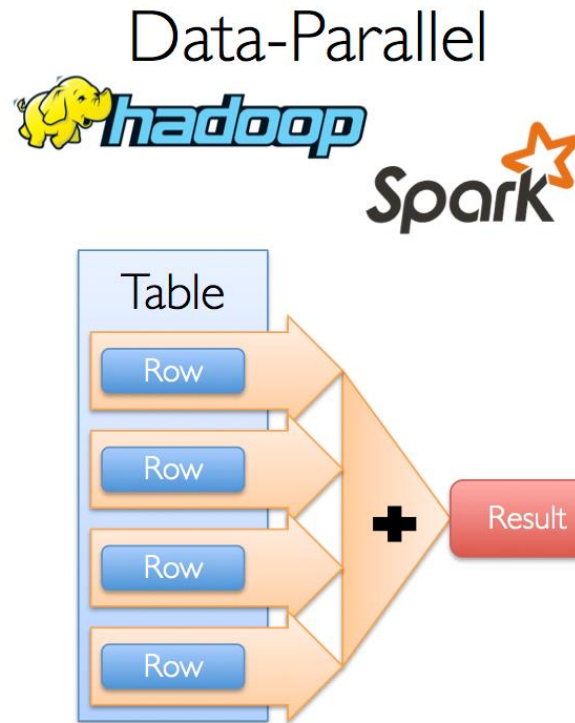 Data-Parallel
hadoop
Spark
Table
Row
Row
Row
Row
Result